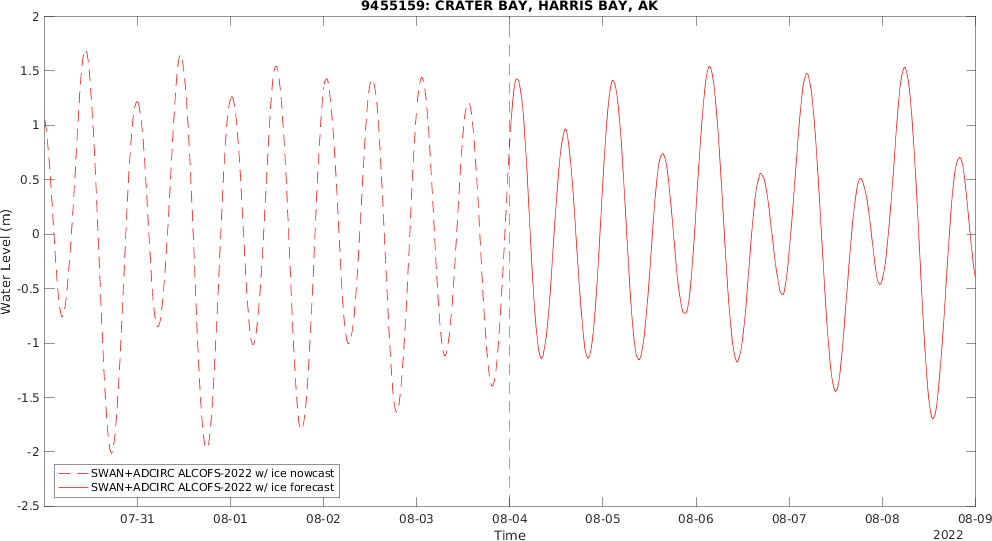 9455159: CRATER BAY, HARRIS BAY, AK
Water Level (m)
2
1.5
1
0.5
0
-0.5
-1
-1.5
-2
-2.5
SWAN+ADCIRC ALCOFS-2022 w/ ice nowcast
SWAN+ADCIRC ALCOFS-2022 w/ ice forecast
07-31 08-01 08-02 08-03 08-04 08-05 08-06 08-07 08-08 08-09
Time
2022